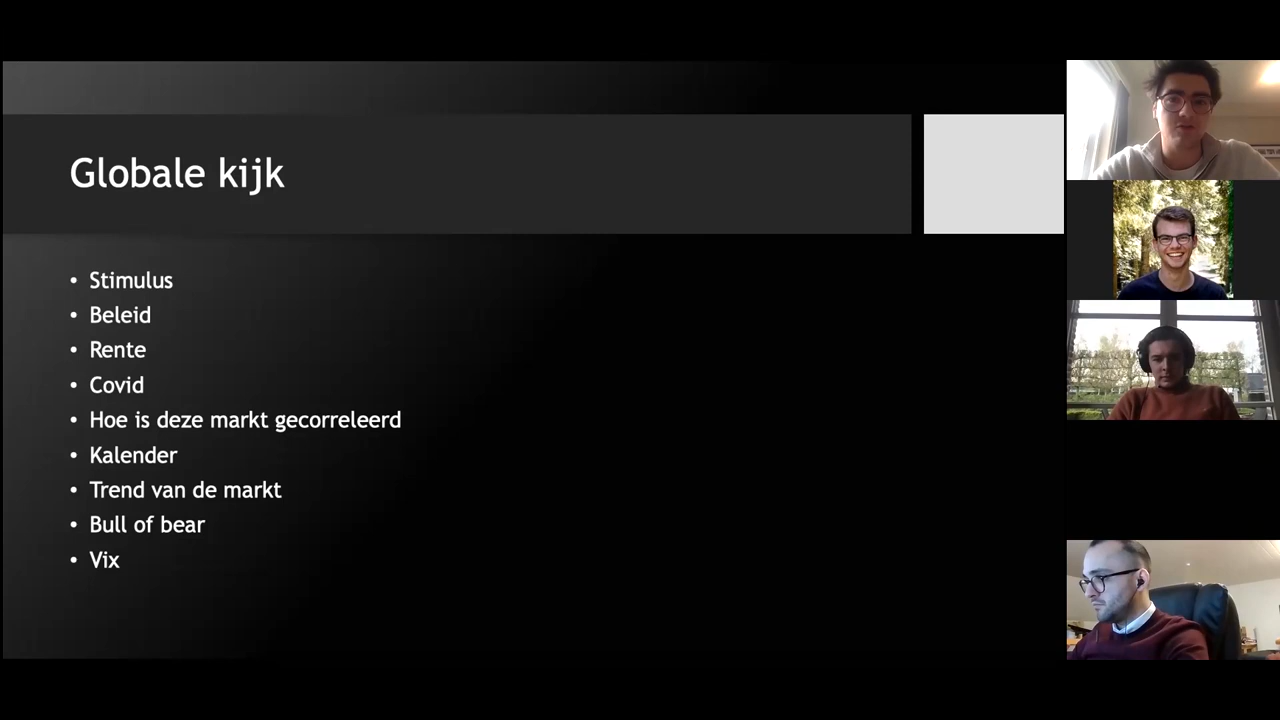 Globale kijk
• Stimulus
• Beleid
• Rente
• Covid
• Hoe is deze markt gecorreleerd
• Kalender
• Trend van de markt
• Bull of bear
• Vix